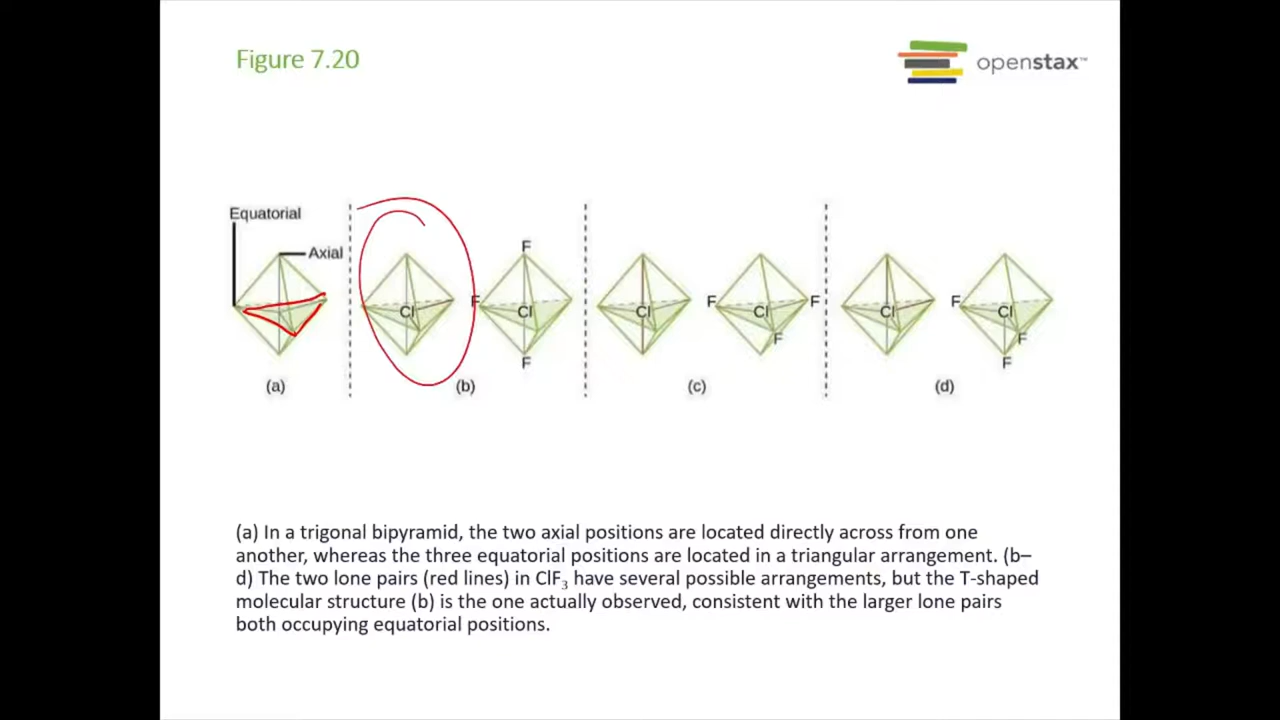 Figure 7.20
openstax™
Equatorial
Axial
Cl
F
F
Cl
F
Cl
F
F
Cl
F
Cl
F
Cl
F
F
(a)
(b)
(c)
(d)
(a) In a trigonal bipyramid, the two axial positions are located directly across from one
another, whereas the three equatorial positions are located in a triangular arrangement. (b–
d) The two lone pairs (red lines) in ClF₃ have several possible arrangements, but the T-shaped
molecular structure (b) is the one actually observed, consistent with the larger lone pairs
both occupying equatorial positions.